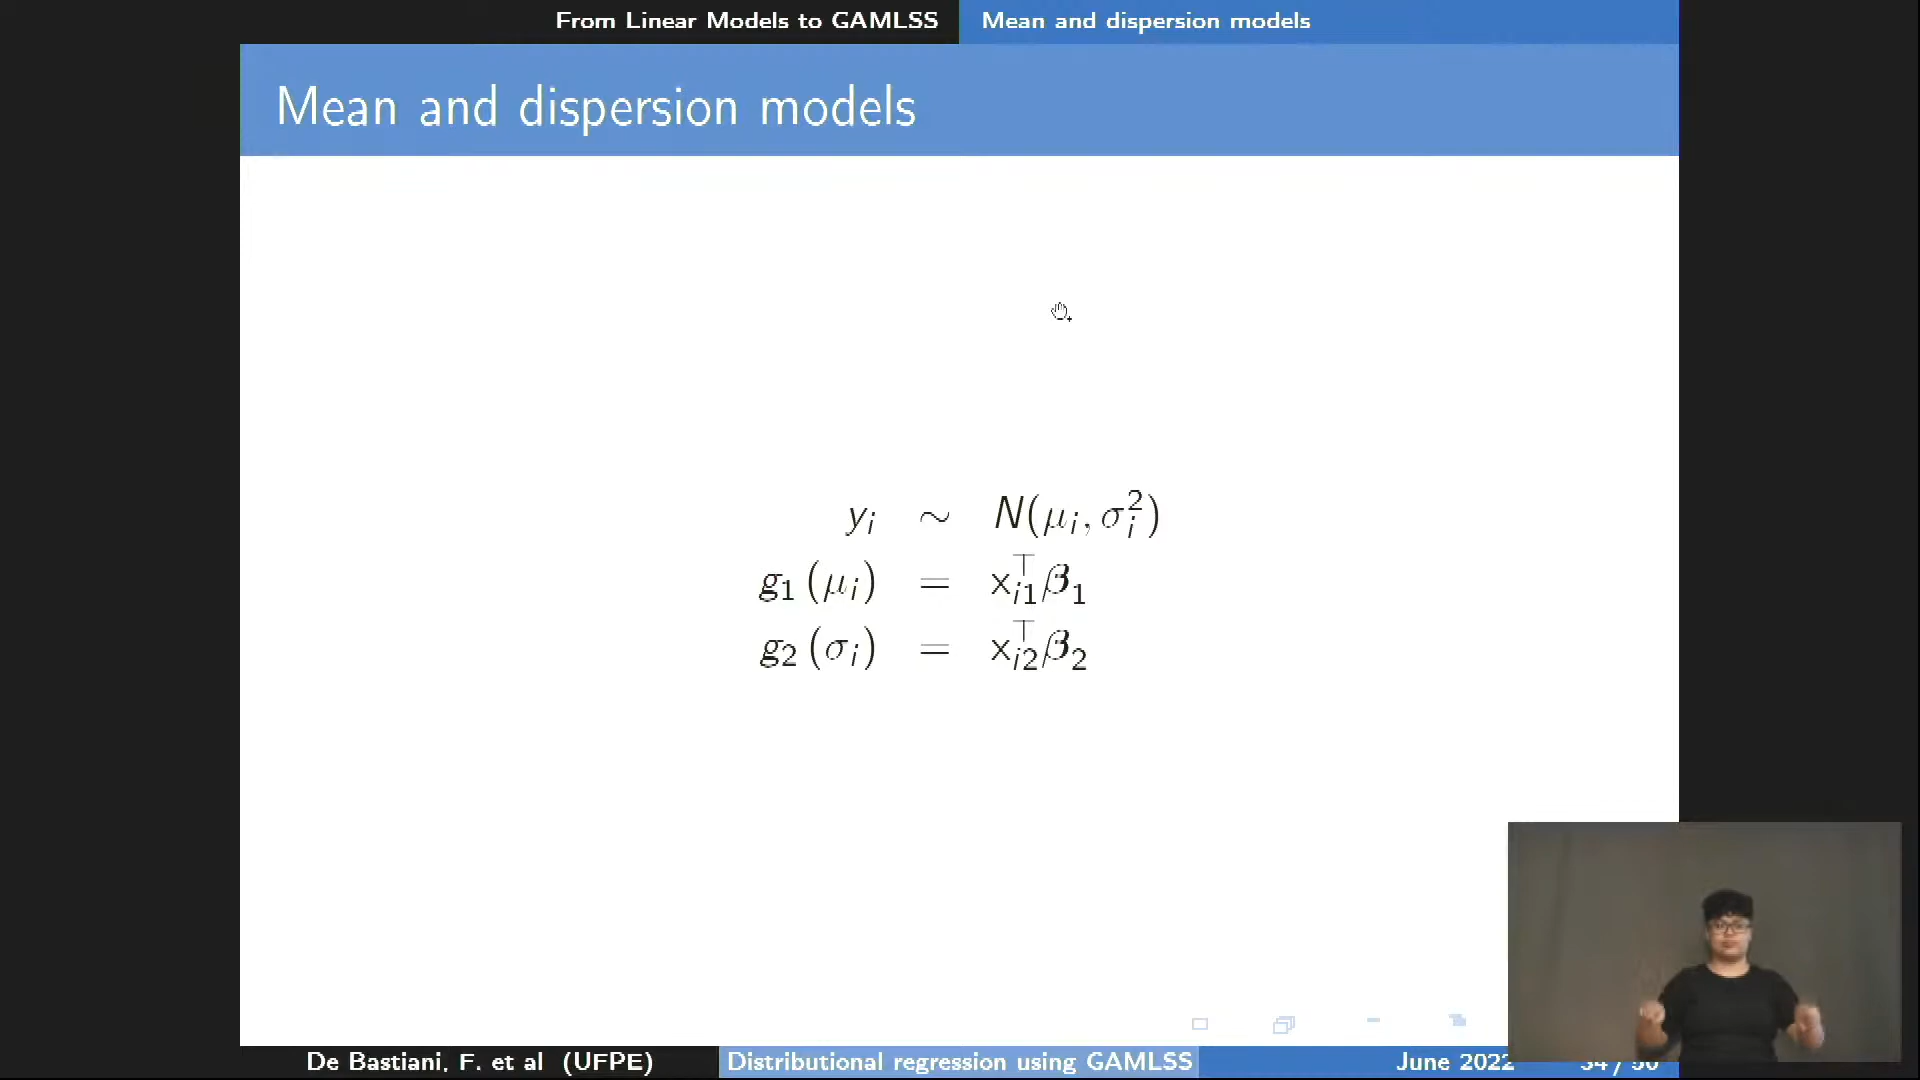 From Linear Models to GAMLSS Mean and dispersion models
Mean and dispersion models
y_i ∼ N(μ_i, σ_i^2)
g_1 (μ_i) = x_{i1}^⊤ β_1
g_2 (σ_i) = x_{i2}^⊤ β_2
De Bastiani, F. et al (UFPE) Distributional regression using GAMLSS June 2022